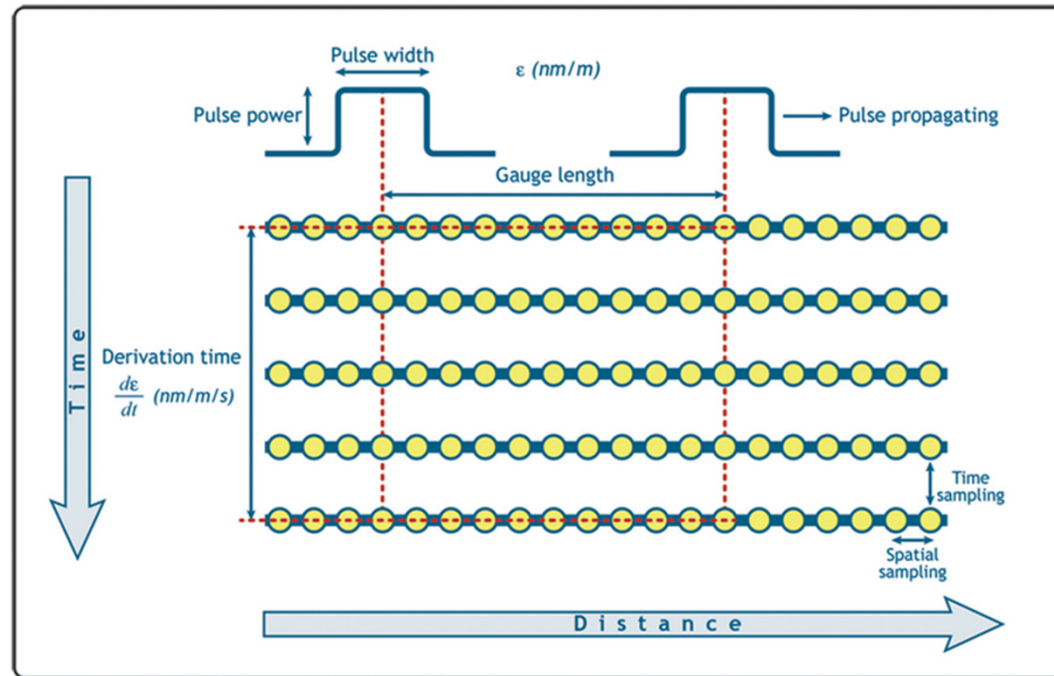 Pulse width
ε (nm/m)
Pulse power
Pulse propagating
Gauge length
Time
Derivation time
dε
dt
(nm/m/s)
Time
sampling
Spatial
sampling
Distance